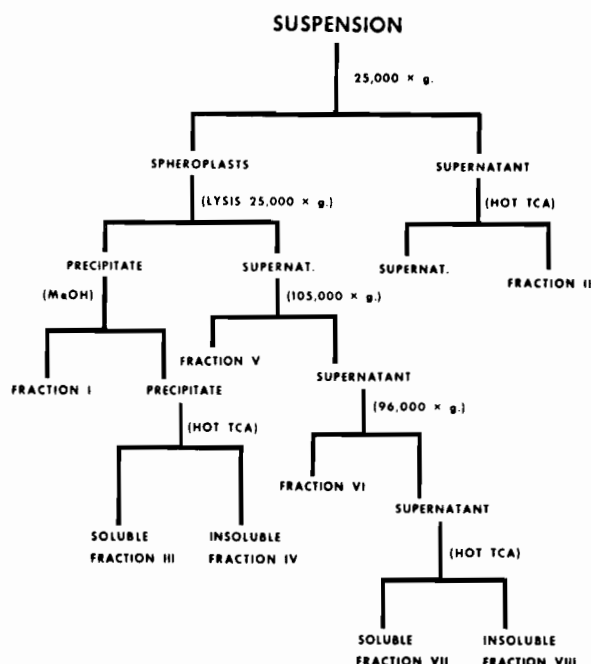 SUSPENSION
25,000 × g.
SPHEROPLASTS
SUPERNATANT
(LYSIS 25,000 × g.)
(HOT TCA)
PRECIPITATE
SUPERNAT.
SUPERNAT.
FRACTION II
(MeOH)
(105,000 × g.)
FRACTION V
SUPERNATANT
FRACTION I
PRECIPITATE
(96,000 × g.)
(HOT TCA)
FRACTION VI
SUPERNATANT
SOLUBLE
FRACTION III
INSOLUBLE
FRACTION IV
(HOT TCA)
SOLUBLE
FRACTION VII
INSOLUBLE
FRACTION VIII